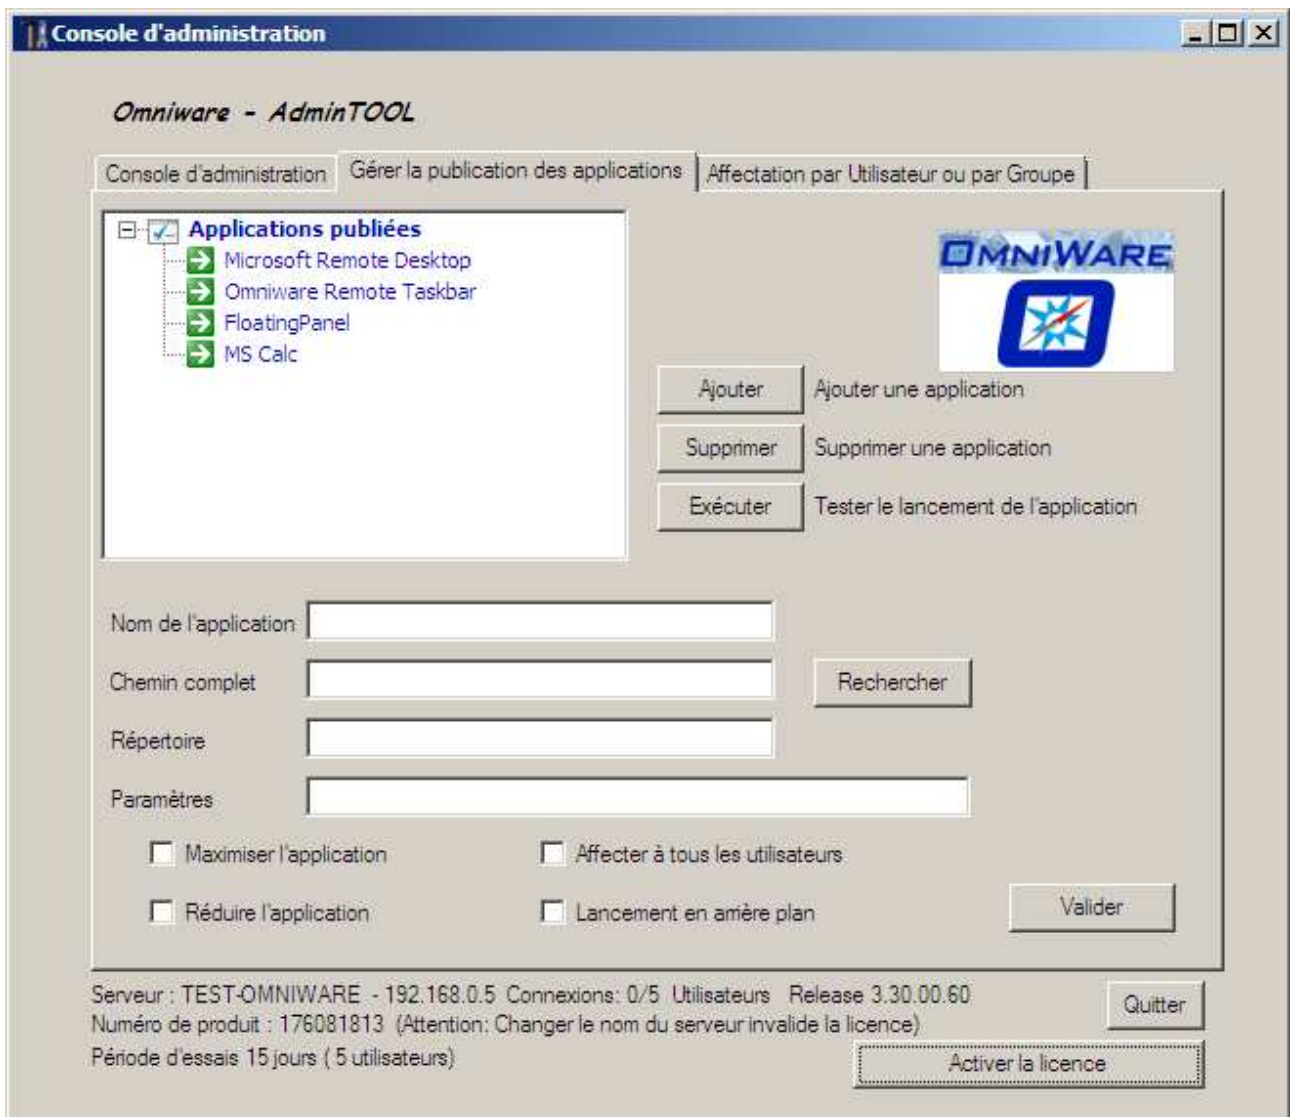 Console d'administration
Omniware - AdminTOOL
Console d'administration
Gérer la publication des applications
Affectation par Utilisateur ou par Groupe
Applications publiées
Microsoft Remote Desktop
Omniware Remote Taskbar
FloatingPanel
MS Calc
OMNIWARE
Ajouter Ajouter une application
Supprimer Supprimer une application
Exécuter Tester le lancement de l'application
Nom de l'application
Chemin complet Rechercher
Répertoire
Paramètres
Maximiser l'application Affecter à tous les utilisateurs
Réduire l'application Lancement en arrière plan Valider
Serveur : TEST-OMNIWARE - 192.168.0.5 Connexions: 0/5 Utilisateurs Release 3.30.00.60
Quitter
Numéro de produit : 176081813 (Attention: Changer le nom du serveur invalide la licence)
Période d'essais 15 jours ( 5 utilisateurs)
Activer la licence